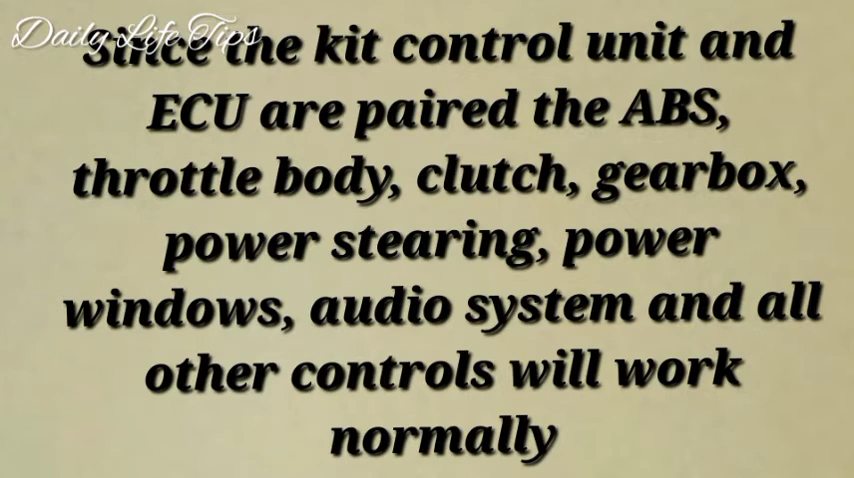 Daily Life Tips
Since the kit control unit and
ECU are paired the ABS,
throttle body, clutch, gearbox,
power stearing, power
windows, audio system and all
other controls will work
normally